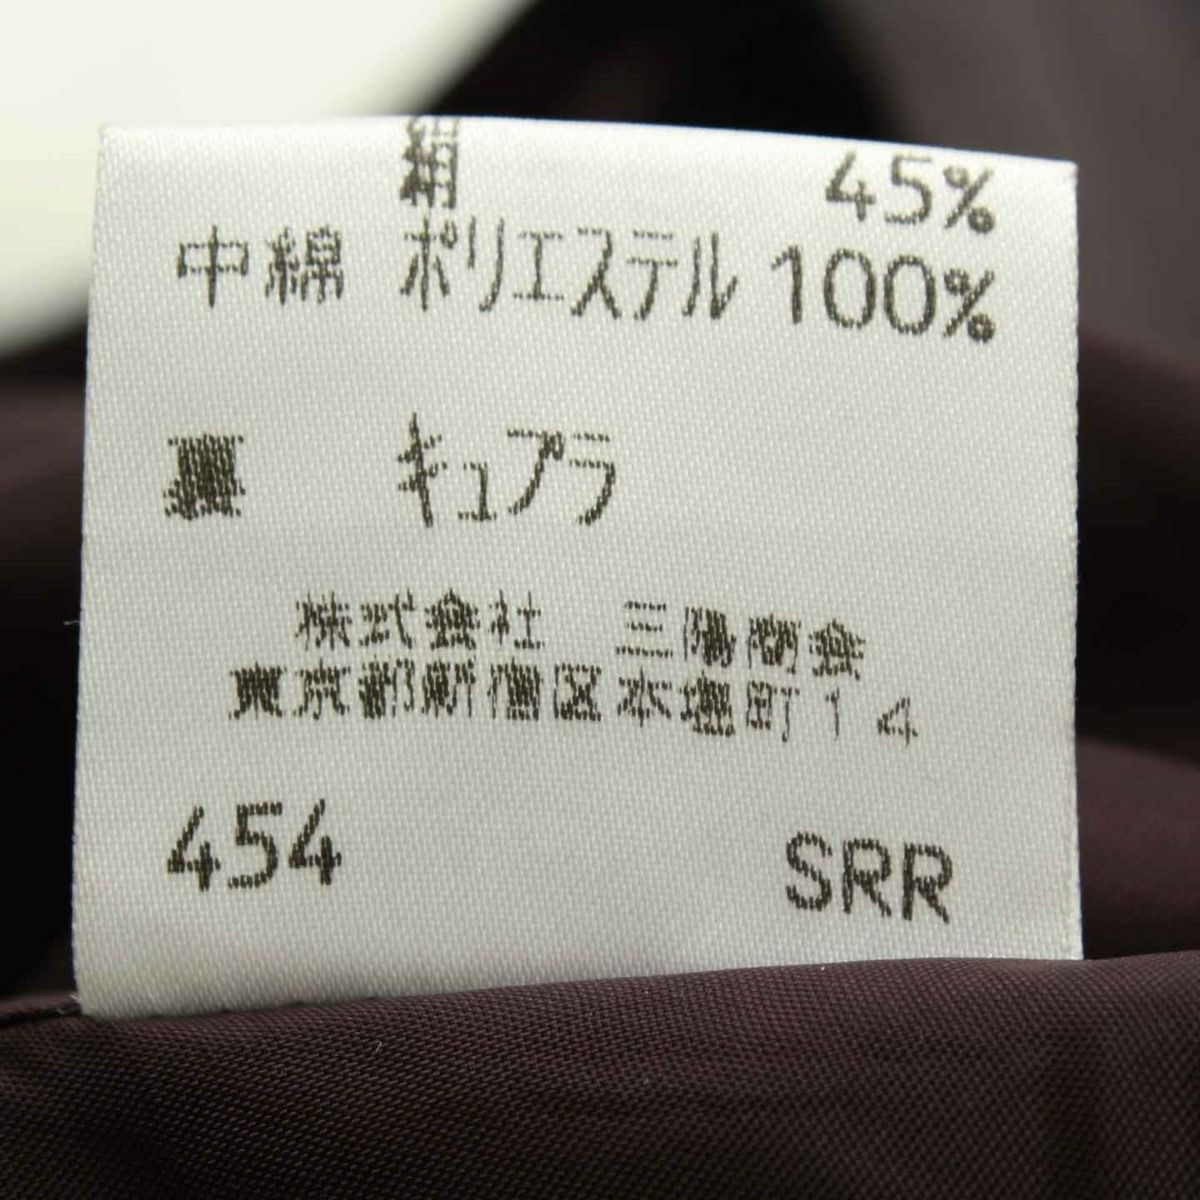 絹 45%
中綿 ポリエステル 100%
裏 キュプラ
株式会社 三陽商会
東京都新宿区本塩町14
454 SRR